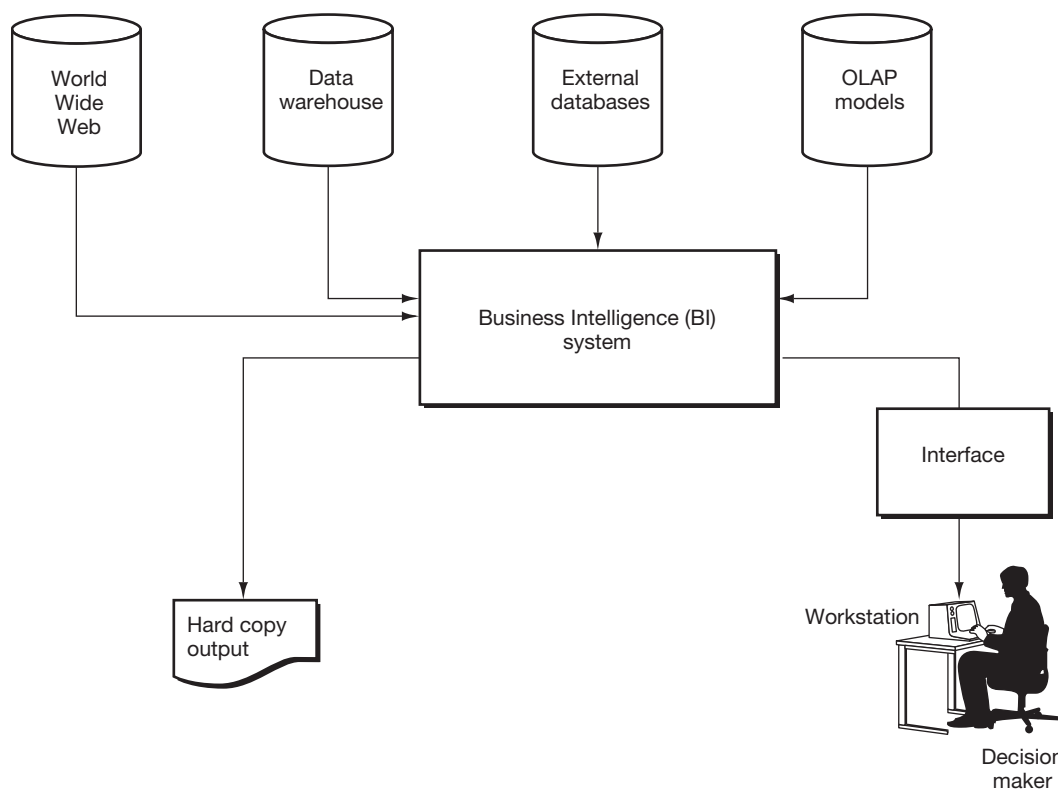 World
Wide
Web
Data
warehouse
External
databases
OLAP
models
Business Intelligence (BI)
system
Interface
Hard copy
output
Workstation
Decision
maker